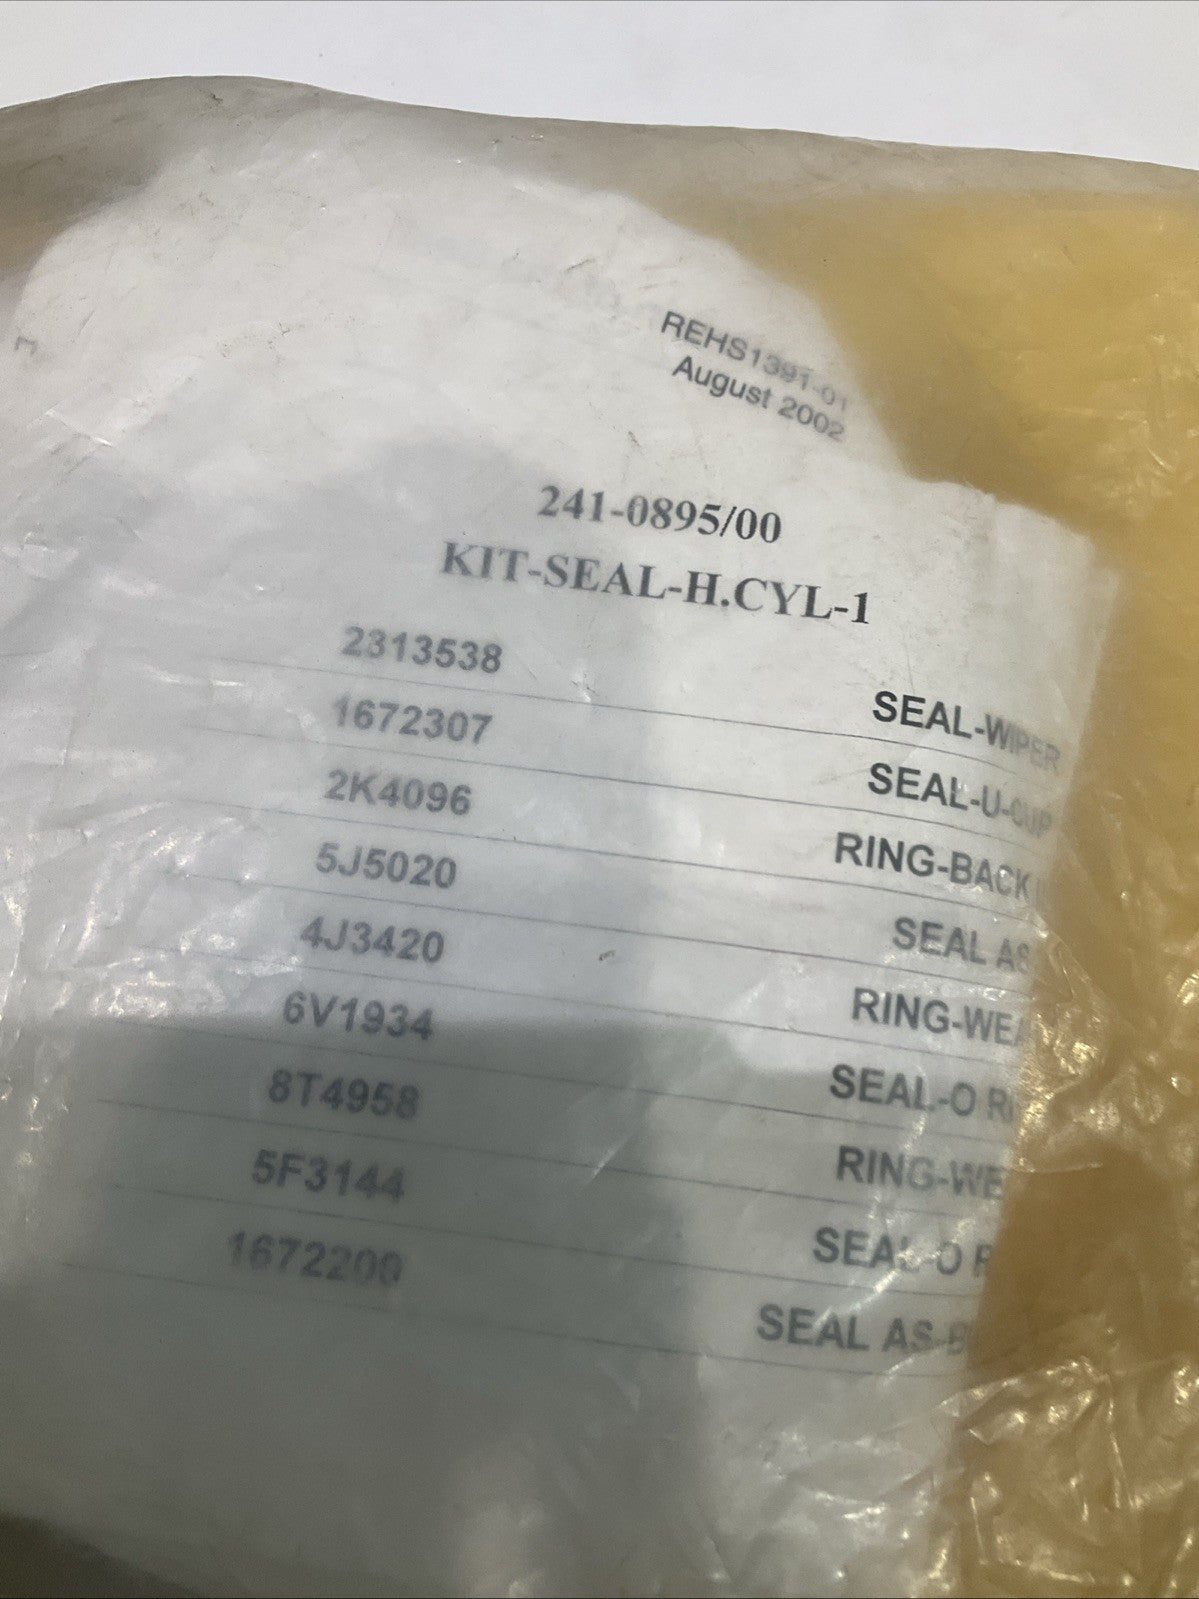 REHS1391-01
August 2002
241-0895/00
KIT-SEAL-H.CYL-1
2313538 SEAL-WIPER
1672307 SEAL-U-CUP
2K4096 RING-BACK
5J5020 SEAL AS
4J3420 RING-WEA
6V1934 SEAL-O RI
8T4958 RING-WE
5F3144 SEAL-O R
1672200 SEAL AS-B